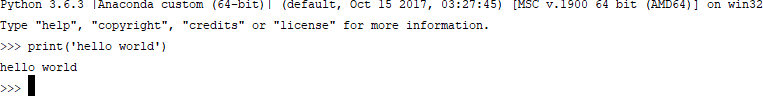 Python 3.6.3 |Anaconda custom (64-bit)| (default, Oct 15 2017, 03:27:45) [MSC v.1900 64 bit (AMD64)] on win32
Type "help", "copyright", "credits" or "license" for more information.
>>> print('hello world')
hello world
>>>